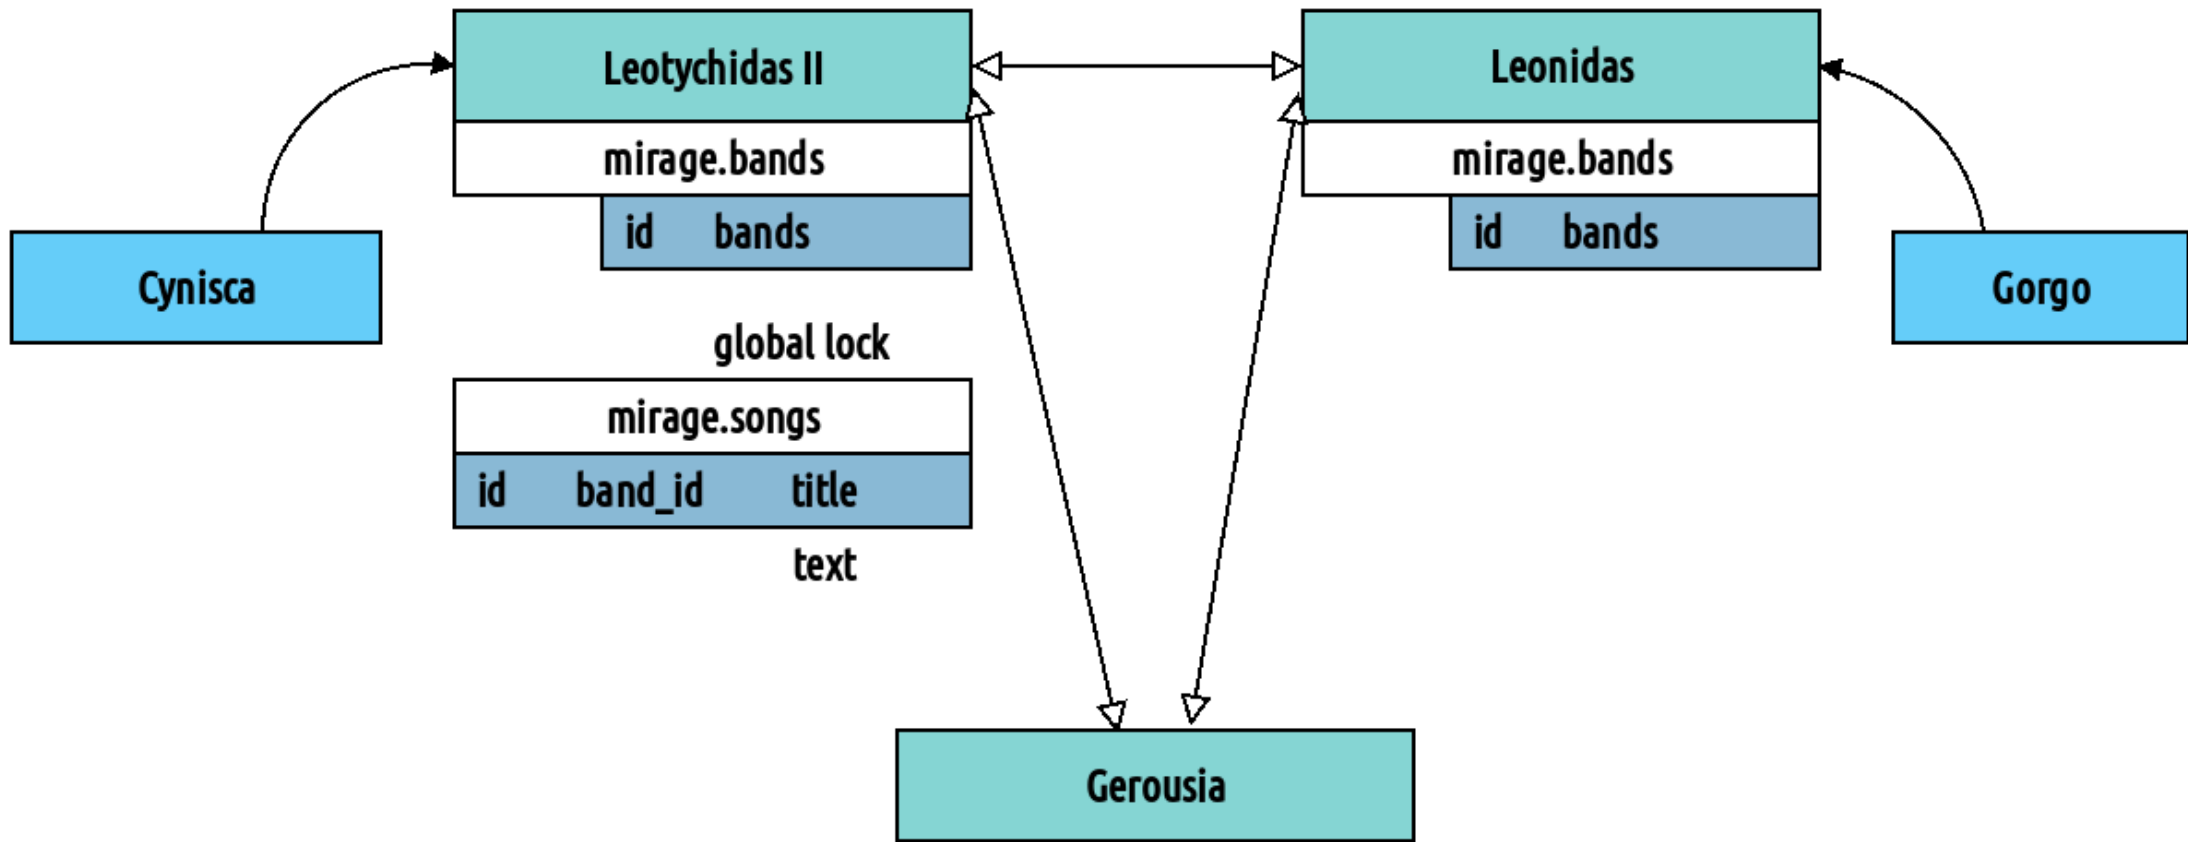 Leotychidas II
Leonidas
mirage.bands
mirage.bands
id bands
id bands
Cynisca
Gorgo
global lock
mirage.songs
id band_id title
text
Gerousia